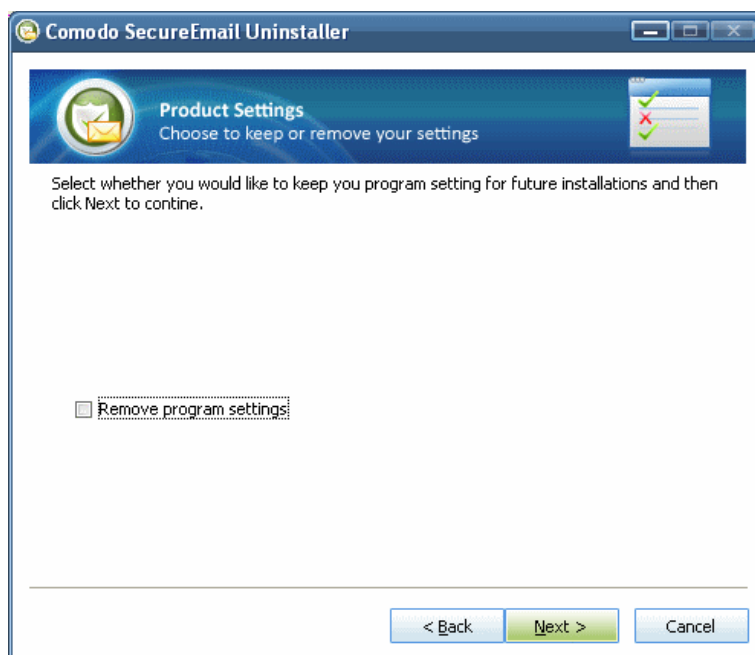 Comodo SecureEmail Uninstaller
Product Settings
Choose to keep or remove your settings
Select whether you would like to keep you program setting for future installations and then
click Next to contine.
Remove program settings
< Back
Next >
Cancel